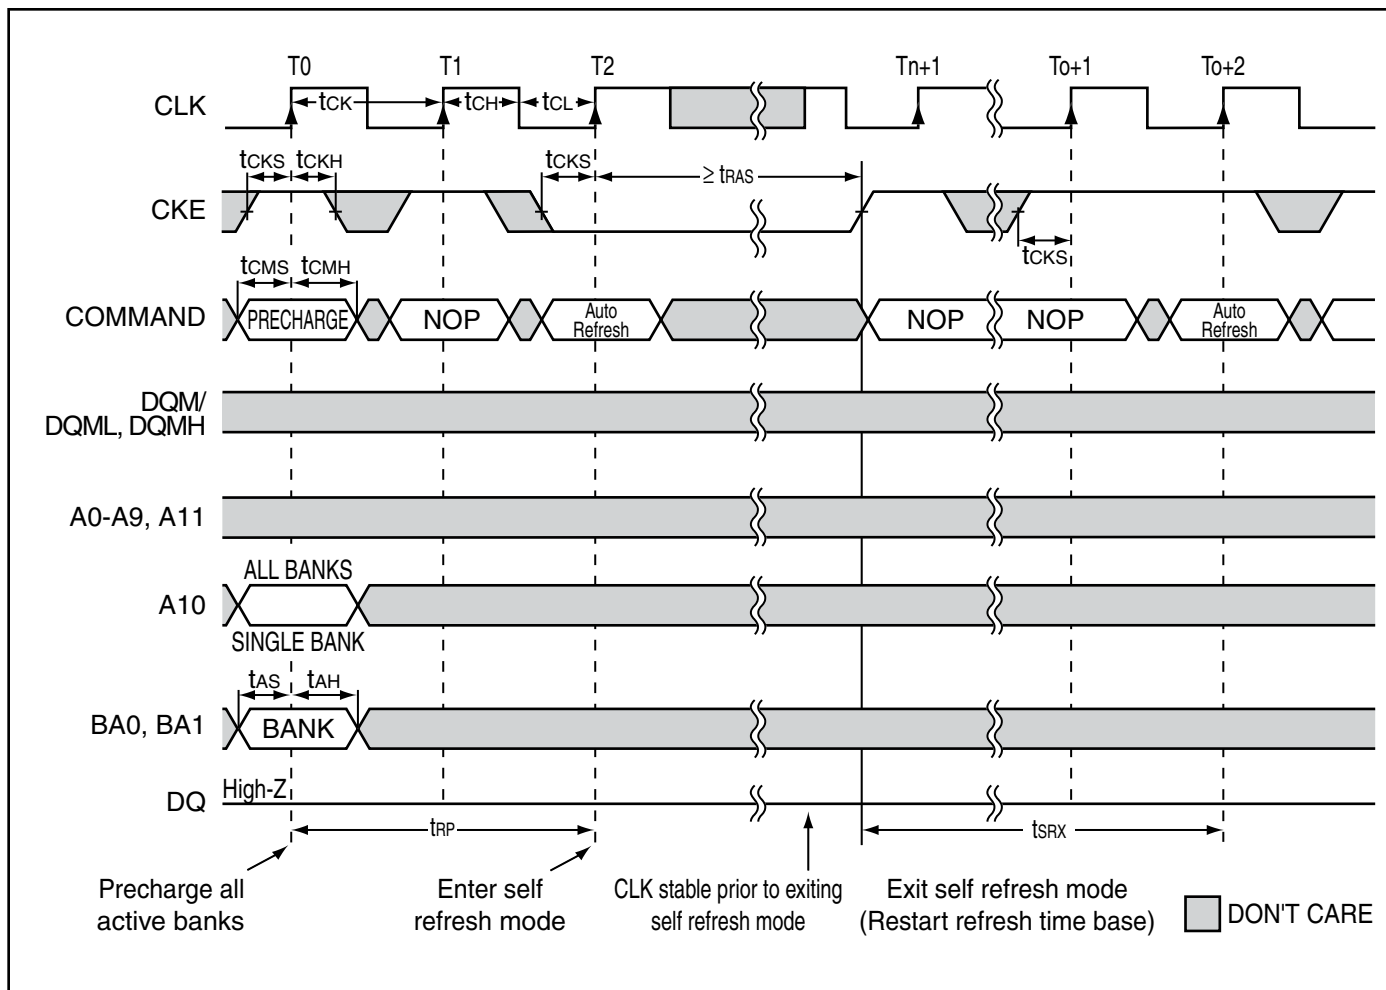 T0 T1 T2 Tn+1 To+1 To+2
CLK tCK tCH tCL
tCKS tCKH tCKS ≥ tRAS
CKE
tCKS
tCMS tCMH
COMMAND PRECHARGE NOP Auto Refresh NOP NOP Auto Refresh
DQM/
DQML, DQMH
A0-A9, A11
ALL BANKS
A10
SINGLE BANK
tAS tAH
BA0, BA1 BANK
High-Z
DQ
tRP tSRX
Precharge all
active banks
Enter self
refresh mode
CLK stable prior to exiting
self refresh mode
Exit self refresh mode
(Restart refresh time base)
DON'T CARE